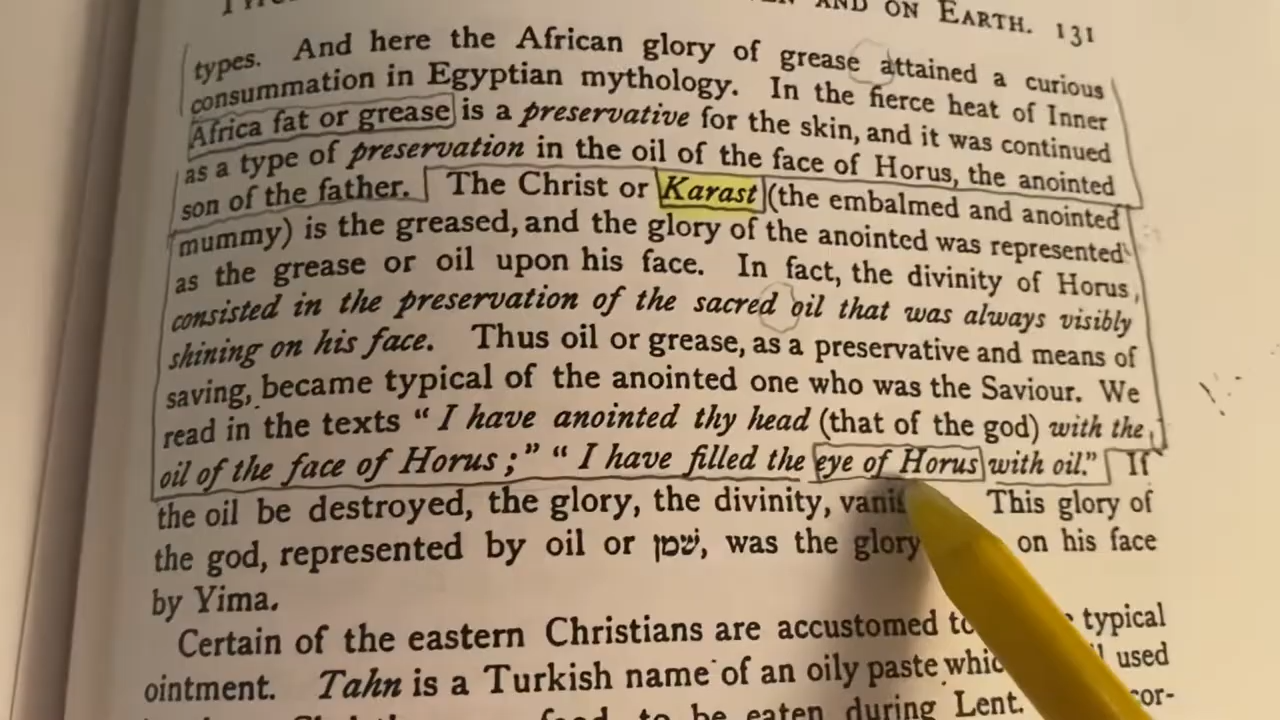 AND ON EARTH. 131
types. And here the African glory of grease attained a curious
consummation in Egyptian mythology. In the fierce heat of Inner
Africa fat or grease is a preservative for the skin, and it was continued
as a type of preservation in the oil of the face of Horus, the anointed
son of the father. The Christ or Karast (the embalmed and anointed
mummy) is the greased, and the glory of the anointed was represented
as the grease or oil upon his face. In fact, the divinity of Horus,
consisted in the preservation of the sacred oil that was always visibly
shining on his face. Thus oil or grease, as a preservative and means of
saving, became typical of the anointed one who was the Saviour. We
read in the texts “ I have anointed thy head (that of the god) with the
oil of the face of Horus ;” “ I have filled the eye of Horus with oil.” If
the oil be destroyed, the glory, the divinity, This glory of
the god, represented by oil or שמן, was the glory on his face
by Yima.
Certain of the eastern Christians are accustomed typical
ointment. Tahn is a Turkish name of an oily paste used
to be eaten during Lent. cor-